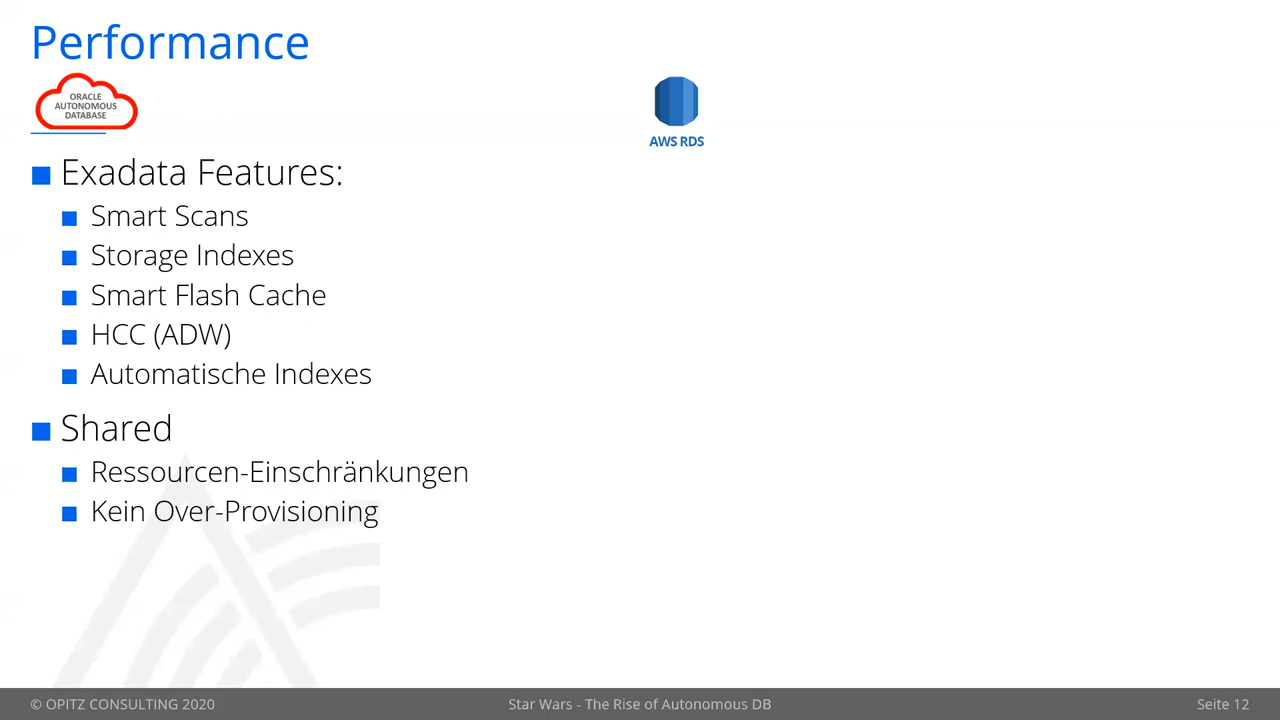 Performance
ORACLE
AUTONOMOUS
DATABASE
AWS RDS
Exadata Features:
Smart Scans
Storage Indexes
Smart Flash Cache
HCC (ADW)
Automatische Indexes
Shared
Ressourcen-Einschränkungen
Kein Over-Provisioning
© OPITZ CONSULTING 2020
Star Wars - The Rise of Autonomous DB
Seite 12